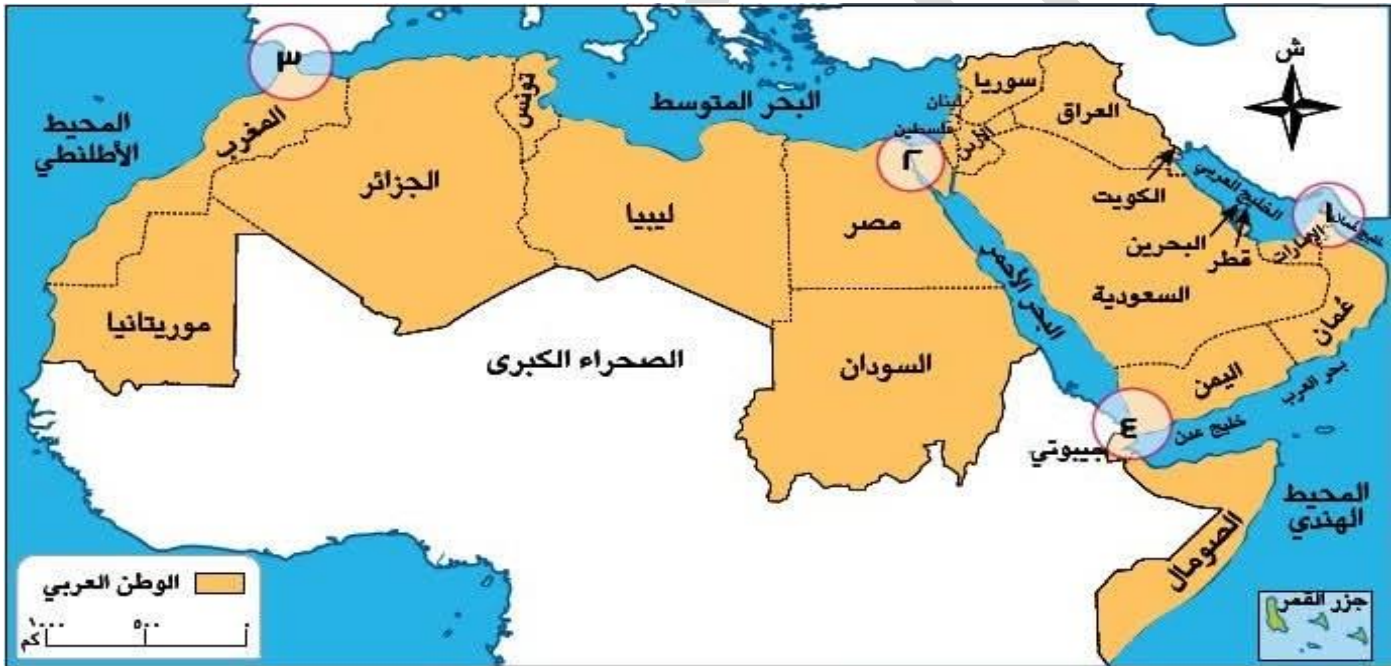 ش
٣
المحيط
الأطلنطي
المغرب
تونس
البحر المتوسط
لبنان
سوريا
فلسطين
الأردن
العراق
٢
الجزائر
ليبيا
مصر
الكويت
الخليج العربي
البحرين
قطر
١
خليج عُمان
الإمارات
السعودية
عُمان
البحر الأحمر
موريتانيا
الصحراء الكبرى
السودان
اليمن
بحر العرب
٤
خليج عدن
جيبوتي
المحيط
الهندي
الصومال
جزر القمر
الوطن العربي
١٠٠٠ ٥٠٠ ٠
كم